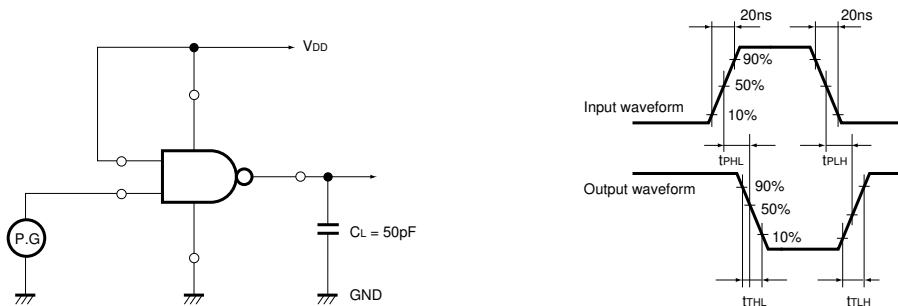 VDD
P.G
CL = 50pF
GND
20ns
20ns
90%
50%
10%
Input waveform
tPHL
tPLH
Output waveform
90%
50%
10%
tTHL
tTLH